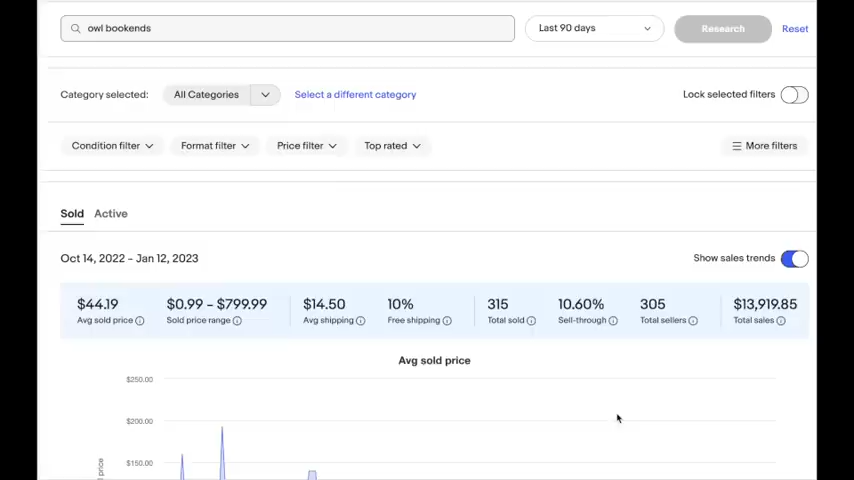 owl bookends Last 90 days Research Reset
Category selected: All Categories Select a different category Lock selected filters
Condition filter Format filter Price filter Top rated More filters
Sold Active
Oct 14, 2022 – Jan 12, 2023 Show sales trends
$44.19 $0.99 – $799.99 $14.50 10% 315 10.60% 305 $13,919.85
Avg sold price Sold price range Avg shipping Free shipping Total sold Sell-through Total sellers Total sales
Avg sold price
$250.00
$200.00
$150.00
price